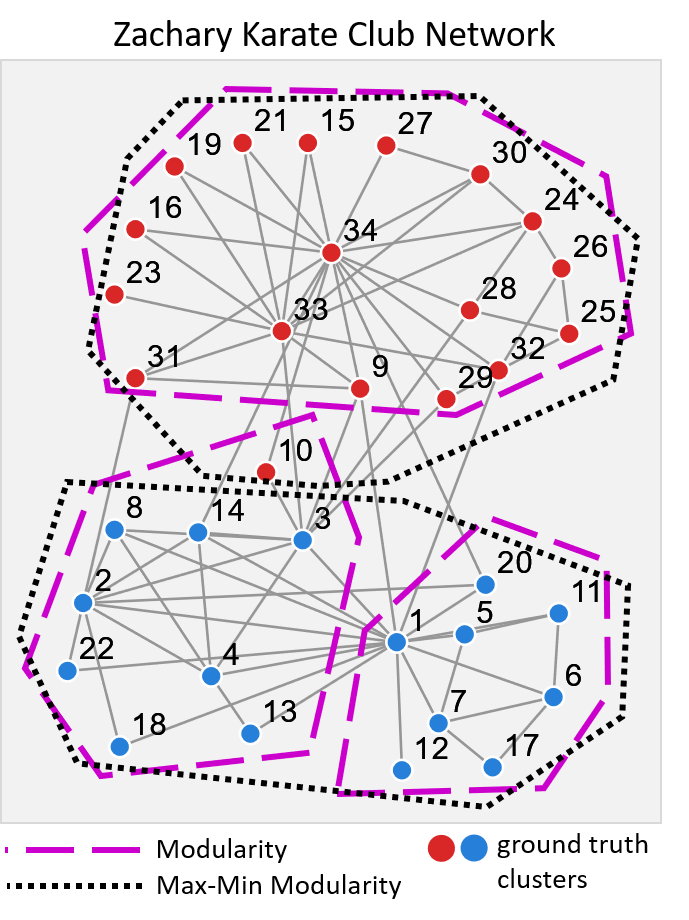 Zachary Karate Club Network
21 15 27
19 30
16 24
34
26
23 28
33 25
31 9 32
29
10
8 14 3
20
2 11
1 5
22 4 6
13 7
18
12 17
Modularity ground truth
Max-Min Modularity clusters